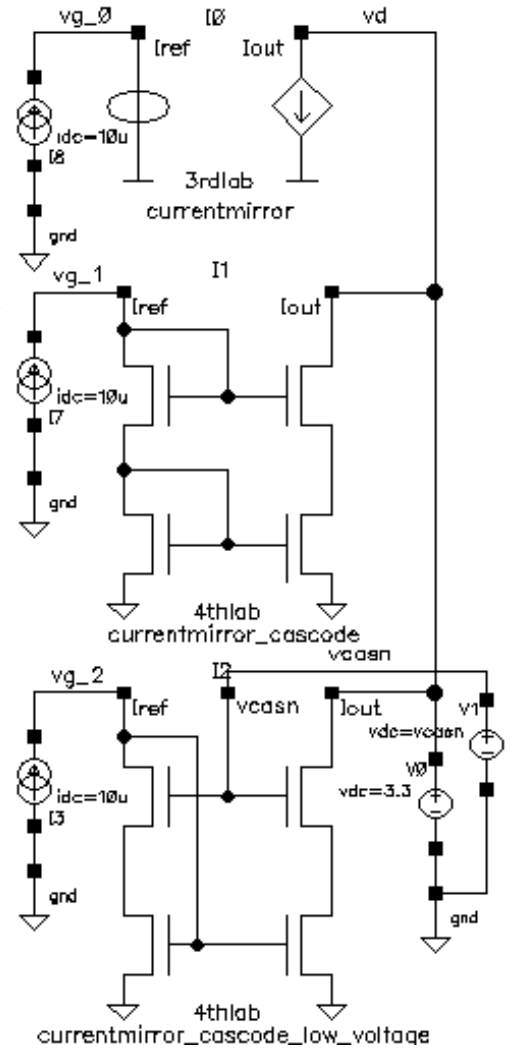 vg_0
I0
vd
Iref
Iout
idc=10u
I8
gnd
3rdlab
currentmirror
vg_1
I1
Iref
Iout
idc=10u
I7
gnd
4thlab
currentmirror_cascode
vcasn
vg_2
I2
Iref
vcasn
Iout
V1
vdc=vcasn
V0
vdc=3.3
idc=10u
I3
gnd
gnd
4thlab
currentmirror_cascode_low_voltage